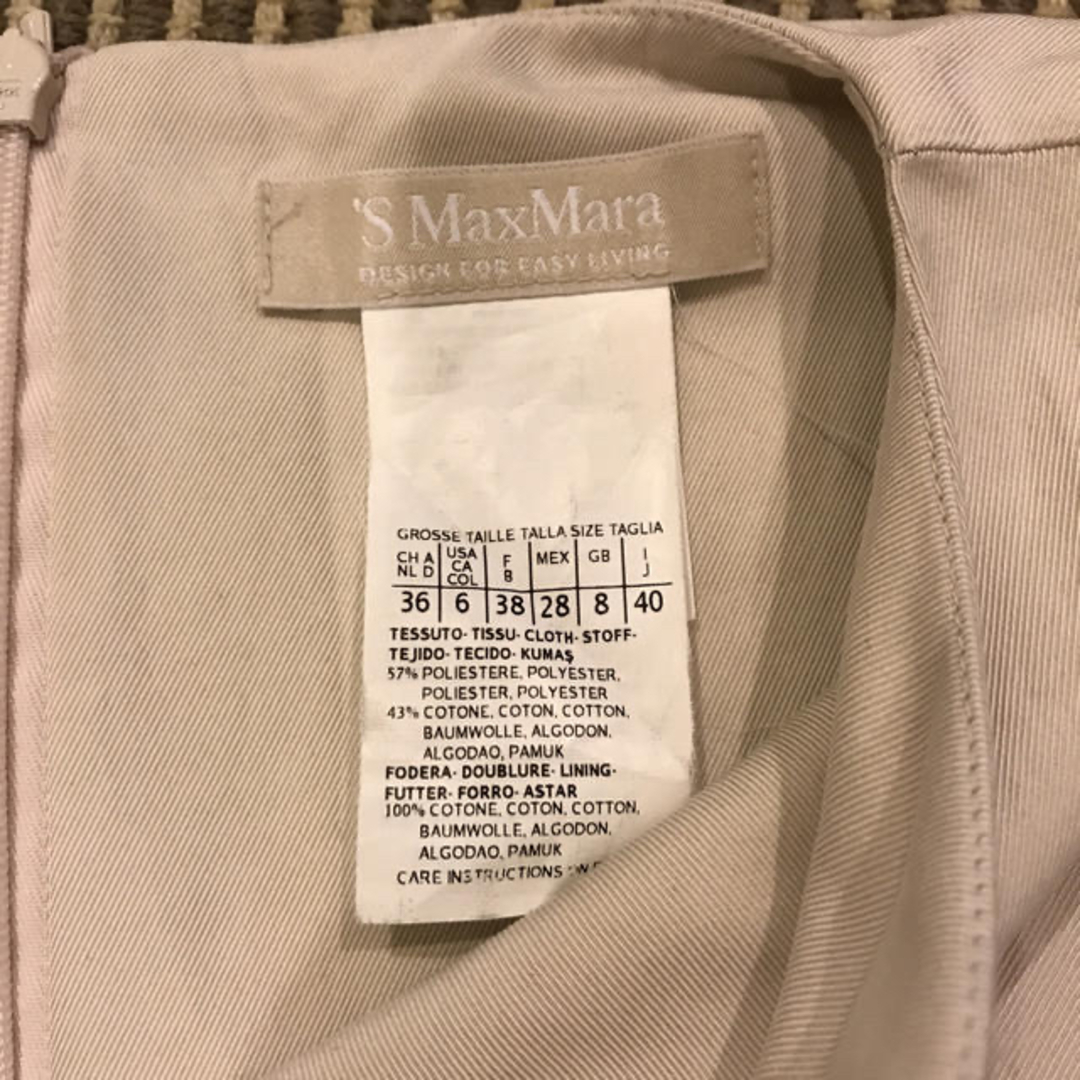 'S MaxMara
DESIGN FOR EASY LIVING
GROSSE TAILLE TALLA SIZE TAGLIA
CH A NL D | USA CA COL | F B | MEX | GB | I J
36 | 6 | 38 | 28 | 8 | 40
TESSUTO- TISSU- CLOTH- STOFF-
TEJIDO- TECIDO- KUMAŞ
57% POLIESTERE, POLYESTER,
POLIESTER, POLYESTER
43% COTONE, COTON, COTTON,
BAUMWOLLE, ALGODON,
ALGODAO, PAMUK
FODERA- DOUBLURE- LINING-
FUTTER- FORRO- ASTAR
100% COTONE, COTON, COTTON,
BAUMWOLLE, ALGODON,
ALGODAO, PAMUK
CARE INSTRUCTIONS